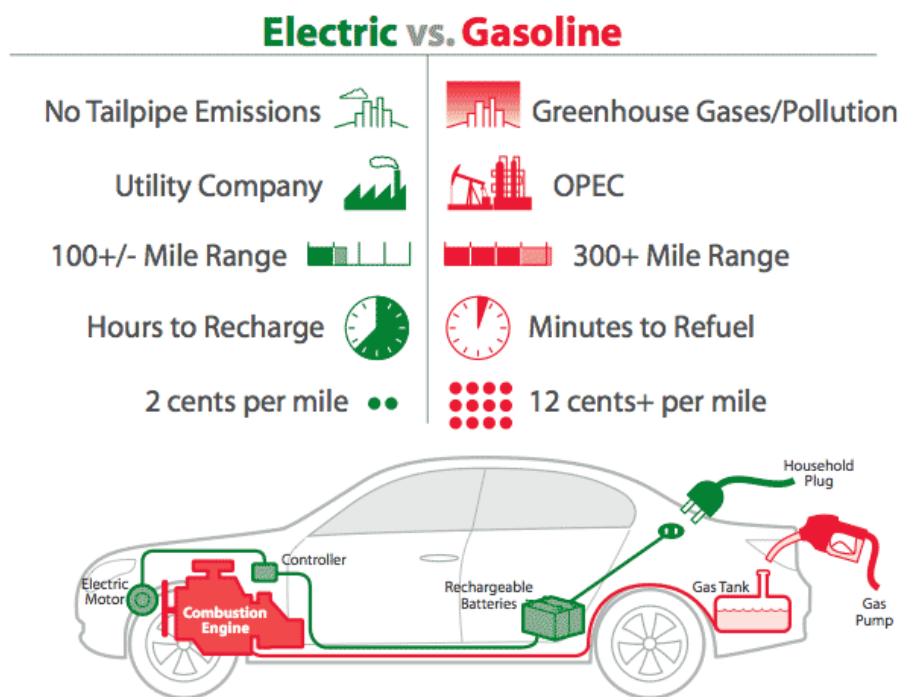 Electric vs. Gasoline
No Tailpipe Emissions
Greenhouse Gases/Pollution
Utility Company
OPEC
100+/- Mile Range
300+ Mile Range
Hours to Recharge
Minutes to Refuel
2 cents per mile
12 cents+ per mile
Household
Plug
Controller
Electric
Motor
Combustion
Engine
Rechargeable
Batteries
Gas Tank
Gas
Pump